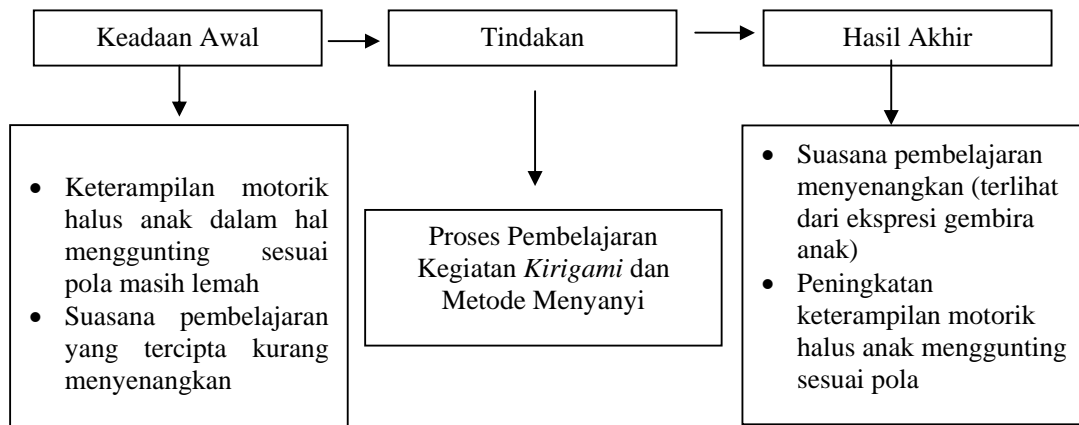 Keadaan Awal
Tindakan
Hasil Akhir
• Keterampilan motorik
halus anak dalam hal
menggunting sesuai
pola masih lemah
• Suasana pembelajaran
yang tercipta kurang
menyenangkan
Proses Pembelajaran
Kegiatan Kirigami dan
Metode Menyanyi
• Suasana pembelajaran
menyenangkan (terlihat
dari ekspresi gembira
anak)
• Peningkatan
keterampilan motorik
halus anak menggunting
sesuai pola